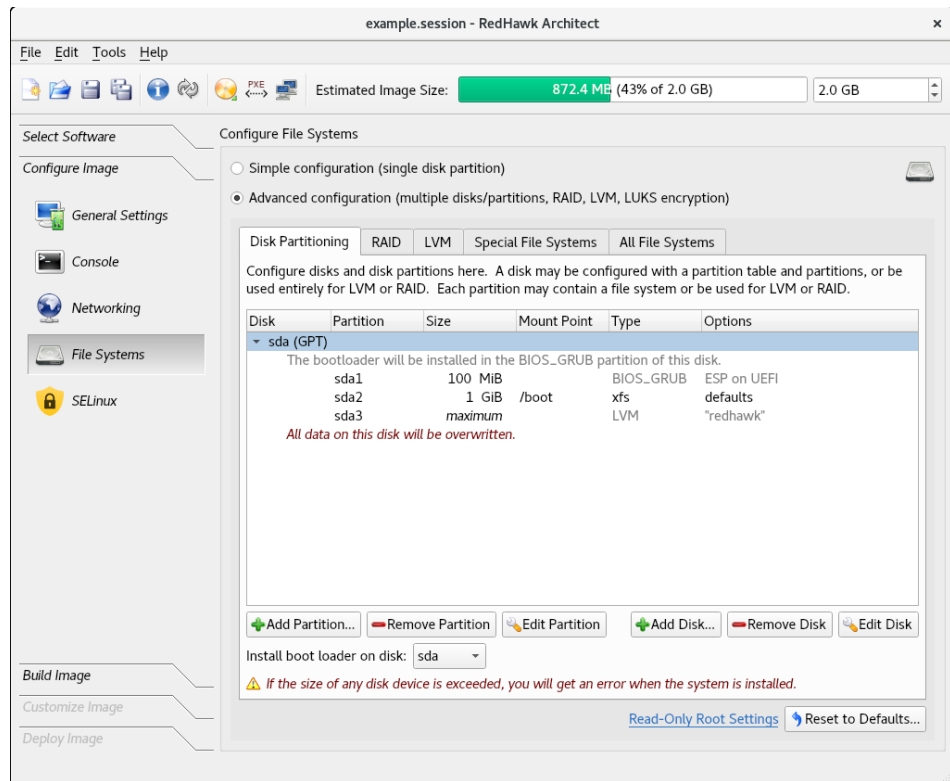 example.session - RedHawk Architect
×
File Edit Tools Help
PXE
Estimated Image Size: 872.4 MB (43% of 2.0 GB) 2.0 GB
Select Software
Configure Image
General Settings
Console
Networking
File Systems
SELinux
Build Image
Customize Image
Deploy Image
Configure File Systems
Simple configuration (single disk partition)
Advanced configuration (multiple disks/partitions, RAID, LVM, LUKS encryption)
Disk Partitioning RAID LVM Special File Systems All File Systems
Configure disks and disk partitions here. A disk may be configured with a partition table and partitions, or be
used entirely for LVM or RAID. Each partition may contain a file system or be used for LVM or RAID.
Disk Partition Size Mount Point Type Options
sda (GPT)
The bootloader will be installed in the BIOS_GRUB partition of this disk.
sda1 100 MiB BIOS_GRUB ESP on UEFI
sda2 1 GiB /boot xfs defaults
sda3 maximum LVM "redhawk"
All data on this disk will be overwritten.
Add Partition... Remove Partition Edit Partition Add Disk... Remove Disk Edit Disk
Install boot loader on disk: sda
If the size of any disk device is exceeded, you will get an error when the system is installed.
Read-Only Root Settings Reset to Defaults...